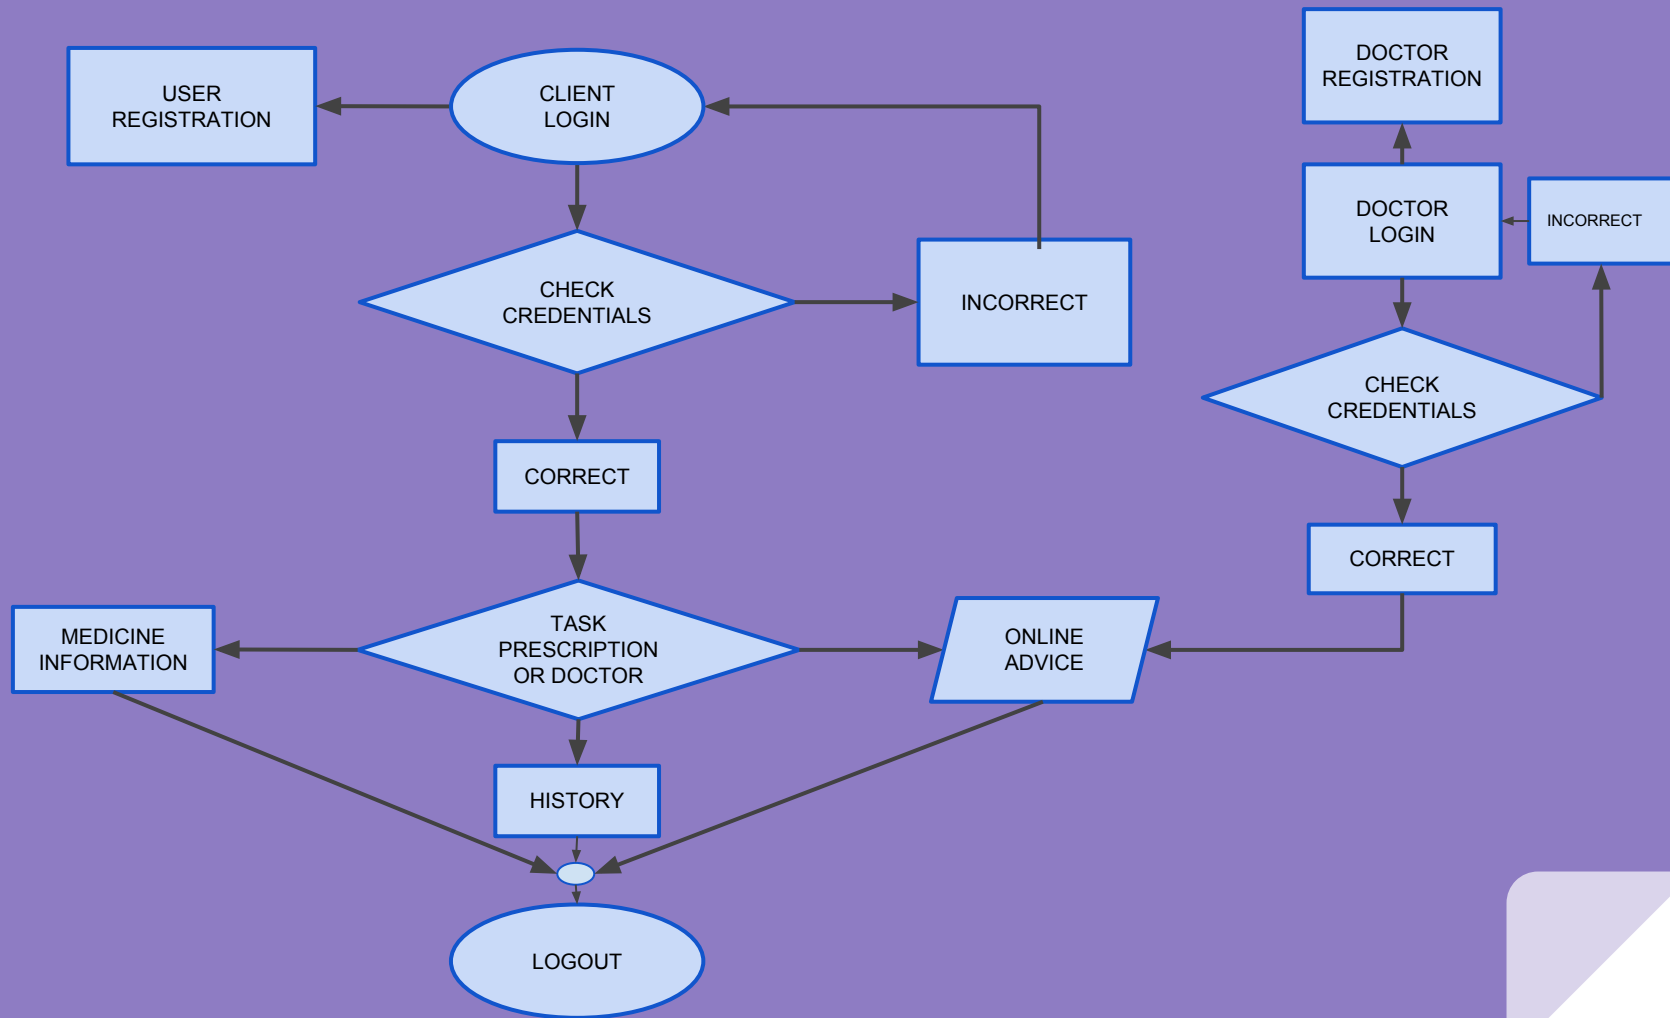 USER
REGISTRATION
CLIENT
LOGIN
DOCTOR
REGISTRATION
DOCTOR
LOGIN
INCORRECT
CHECK
CREDENTIALS
INCORRECT
CHECK
CREDENTIALS
CORRECT
CORRECT
MEDICINE
INFORMATION
TASK
PRESCRIPTION
OR DOCTOR
ONLINE
ADVICE
HISTORY
LOGOUT